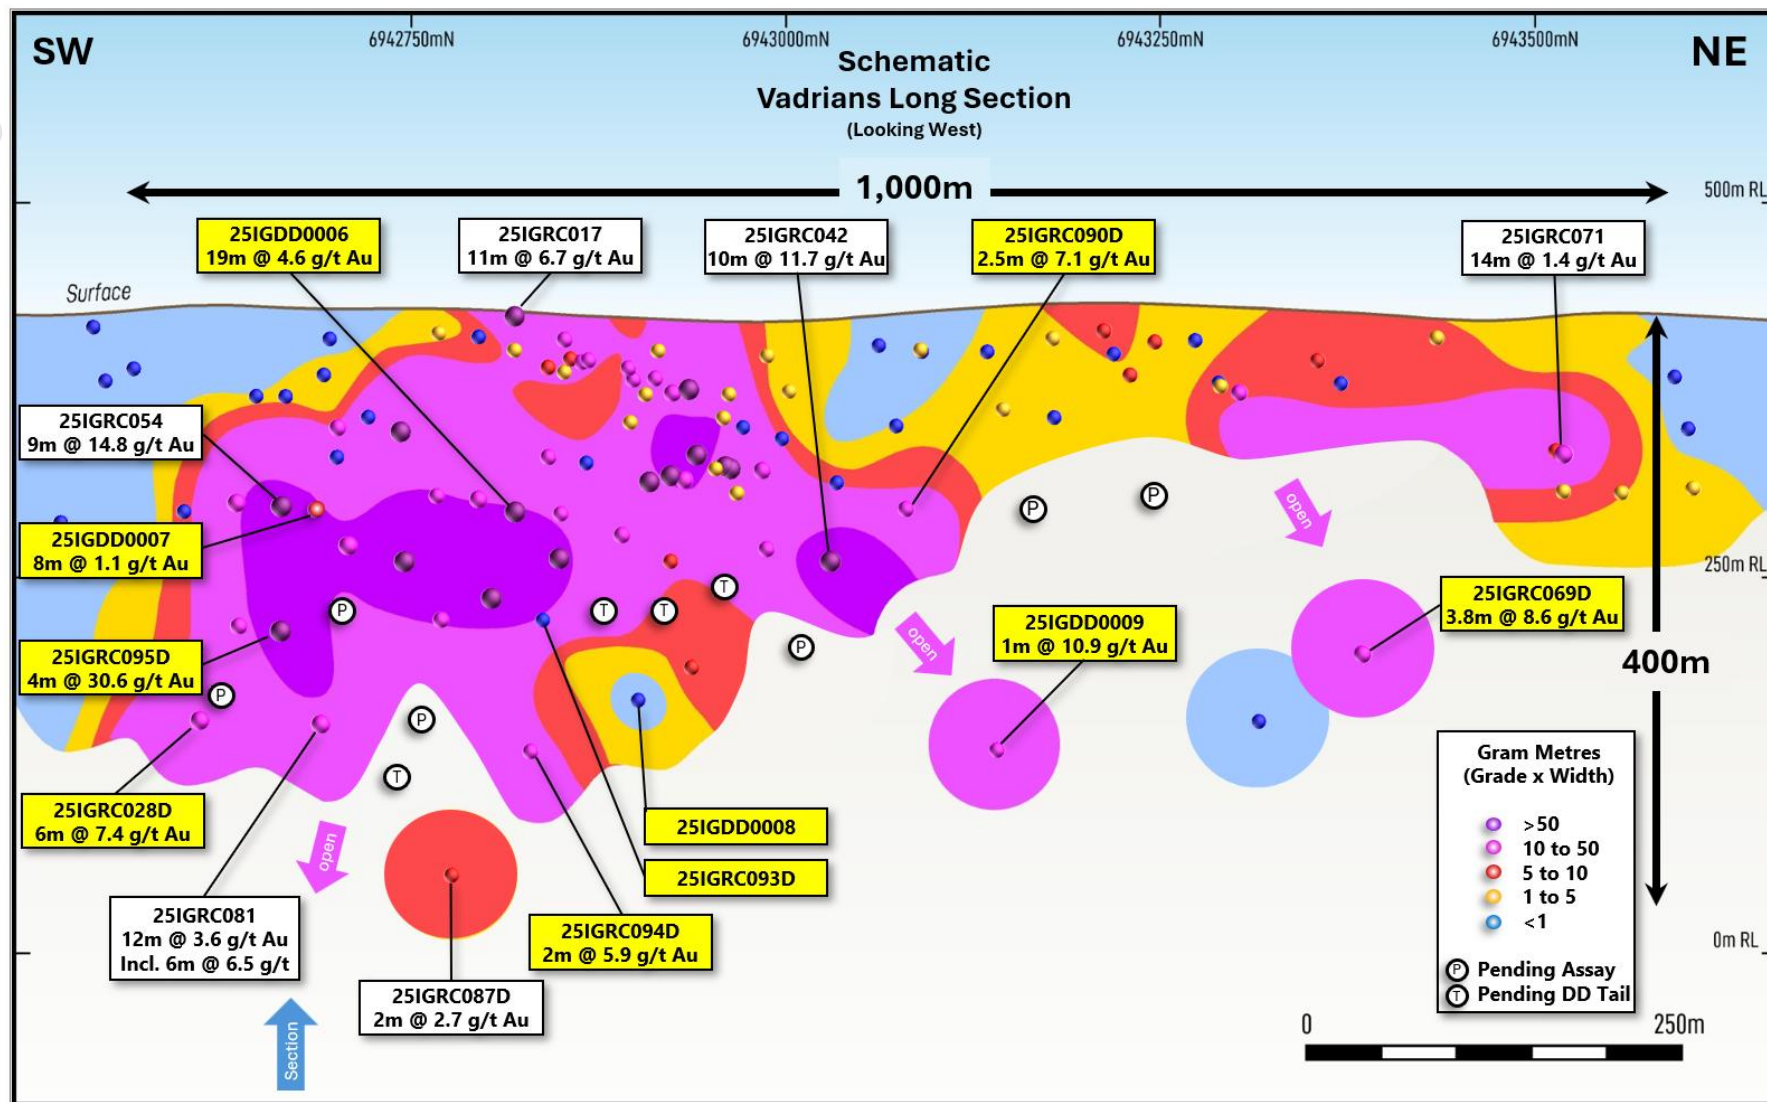 SW
6942750mN
6943000mN
6943250mN
6943500mN
NE
Schematic
Vadrians Long Section
(Looking West)
1,000m
500m RL
25IGDD0006
19m @ 4.6 g/t Au
25IGRC017
11m @ 6.7 g/t Au
25IGRC042
10m @ 11.7 g/t Au
25IGRC090D
2.5m @ 7.1 g/t Au
25IGRC071
14m @ 1.4 g/t Au
Surface
25IGRC054
9m @ 14.8 g/t Au
25IGDD0007
8m @ 1.1 g/t Au
P
P
open
250m RL
T
T
T
P
P
open
25IGDD0009
1m @ 10.9 g/t Au
25IGRC069D
3.8m @ 8.6 g/t Au
400m
25IGRC095D
4m @ 30.6 g/t Au
P
P
T
25IGRC028D
6m @ 7.4 g/t Au
open
25IGDD0008
25IGRC093D
25IGRC081
12m @ 3.6 g/t Au
Incl. 6m @ 6.5 g/t
25IGRC094D
2m @ 5.9 g/t Au
25IGRC087D
2m @ 2.7 g/t Au
Section
Gram Metres
(Grade x Width)
>50
10 to 50
5 to 10
1 to 5
<1
P Pending Assay
T Pending DD Tail
0m RL
0
250m